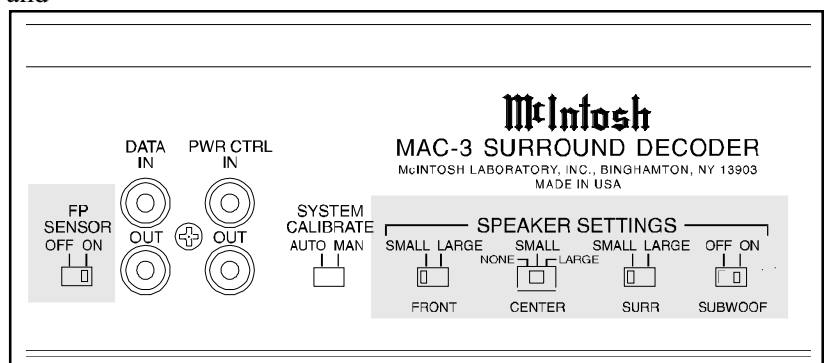 and
McIntosh
MAC-3 SURROUND DECODER
McINTOSH LABORATORY, INC., BINGHAMTON, NY 13903
MADE IN USA
DATA IN
OUT
PWR CTRL IN
OUT
FP
SENSOR
OFF ON
SYSTEM
CALIBRATE
AUTO MAN
SPEAKER SETTINGS
SMALL LARGE
FRONT
NONE SMALL LARGE
CENTER
SMALL LARGE
SURR
OFF ON
SUBWOOF